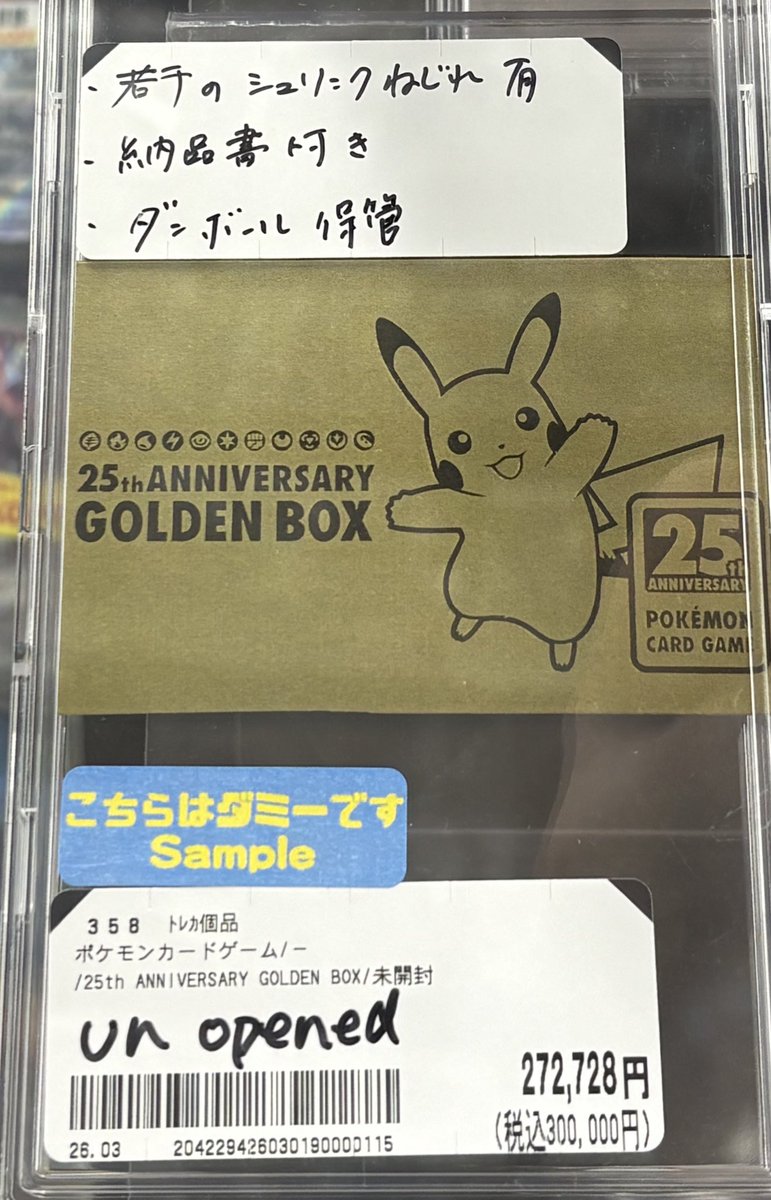 ・若干のシュリンクねじれ有
・納品書付き
・ダンボール保管
25th ANNIVERSARY
GOLDEN BOX
25th
ANNIVERSARY
POKÉMON
CARD GAME
こちらはダミーです
Sample
358 ﾄﾚｶ個品
ポケモンカードゲーム/－
/25th ANNIVERSARY GOLDEN BOX/未開封
un opened
272,728円
(税込300,000円)
26.03 204229426030190000115